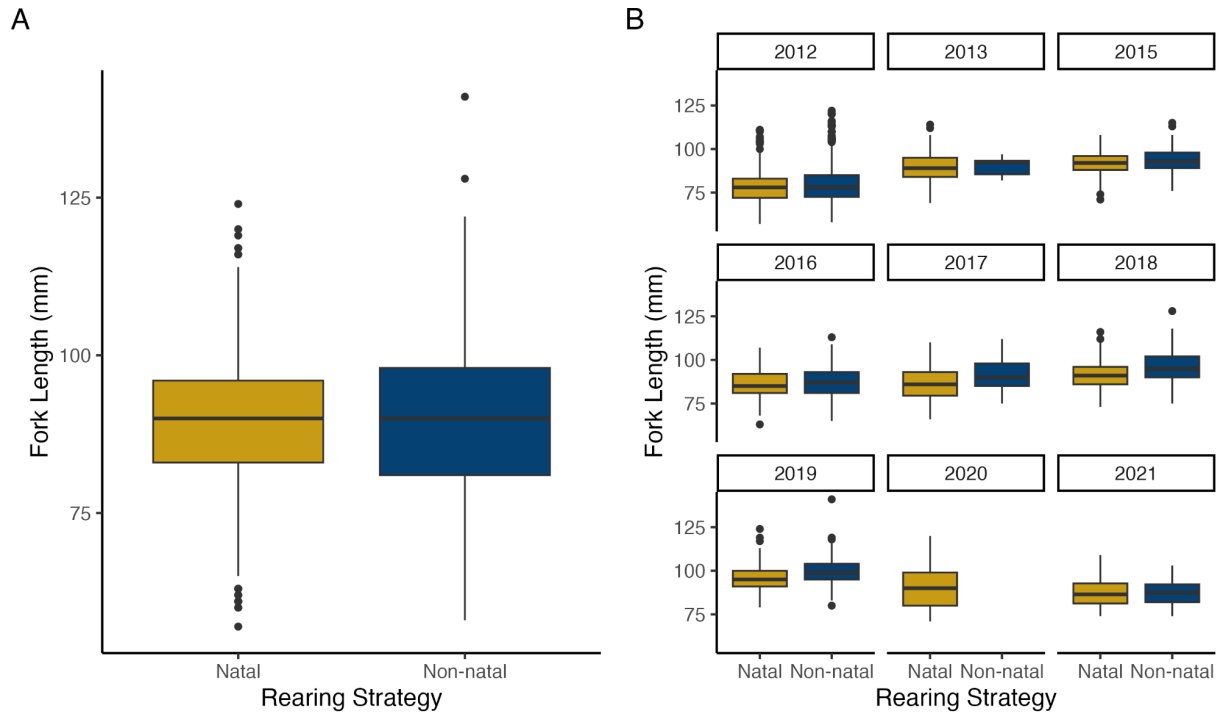 A
Fork Length (mm)
125
100
75
Natal Non-natal
Rearing Strategy
B
Fork Length (mm)
2012 2013 2015
125
100
75
2016 2017 2018
125
100
75
2019 2020 2021
125
100
75
Natal Non-natal Natal Non-natal Natal Non-natal
Rearing Strategy